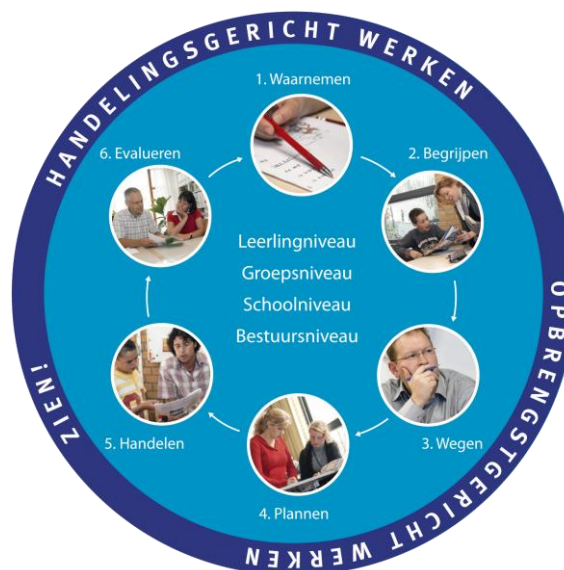 HANDELINGSGERICHT WERKEN
OPBRENGSTGERICHT WERKEN
ZIEN!
1. Waarnemen
2. Begrijpen
3. Wegen
4. Plannen
5. Handelen
6. Evalueren
Leerlingniveau
Groepsniveau
Schoolniveau
Bestuursniveau